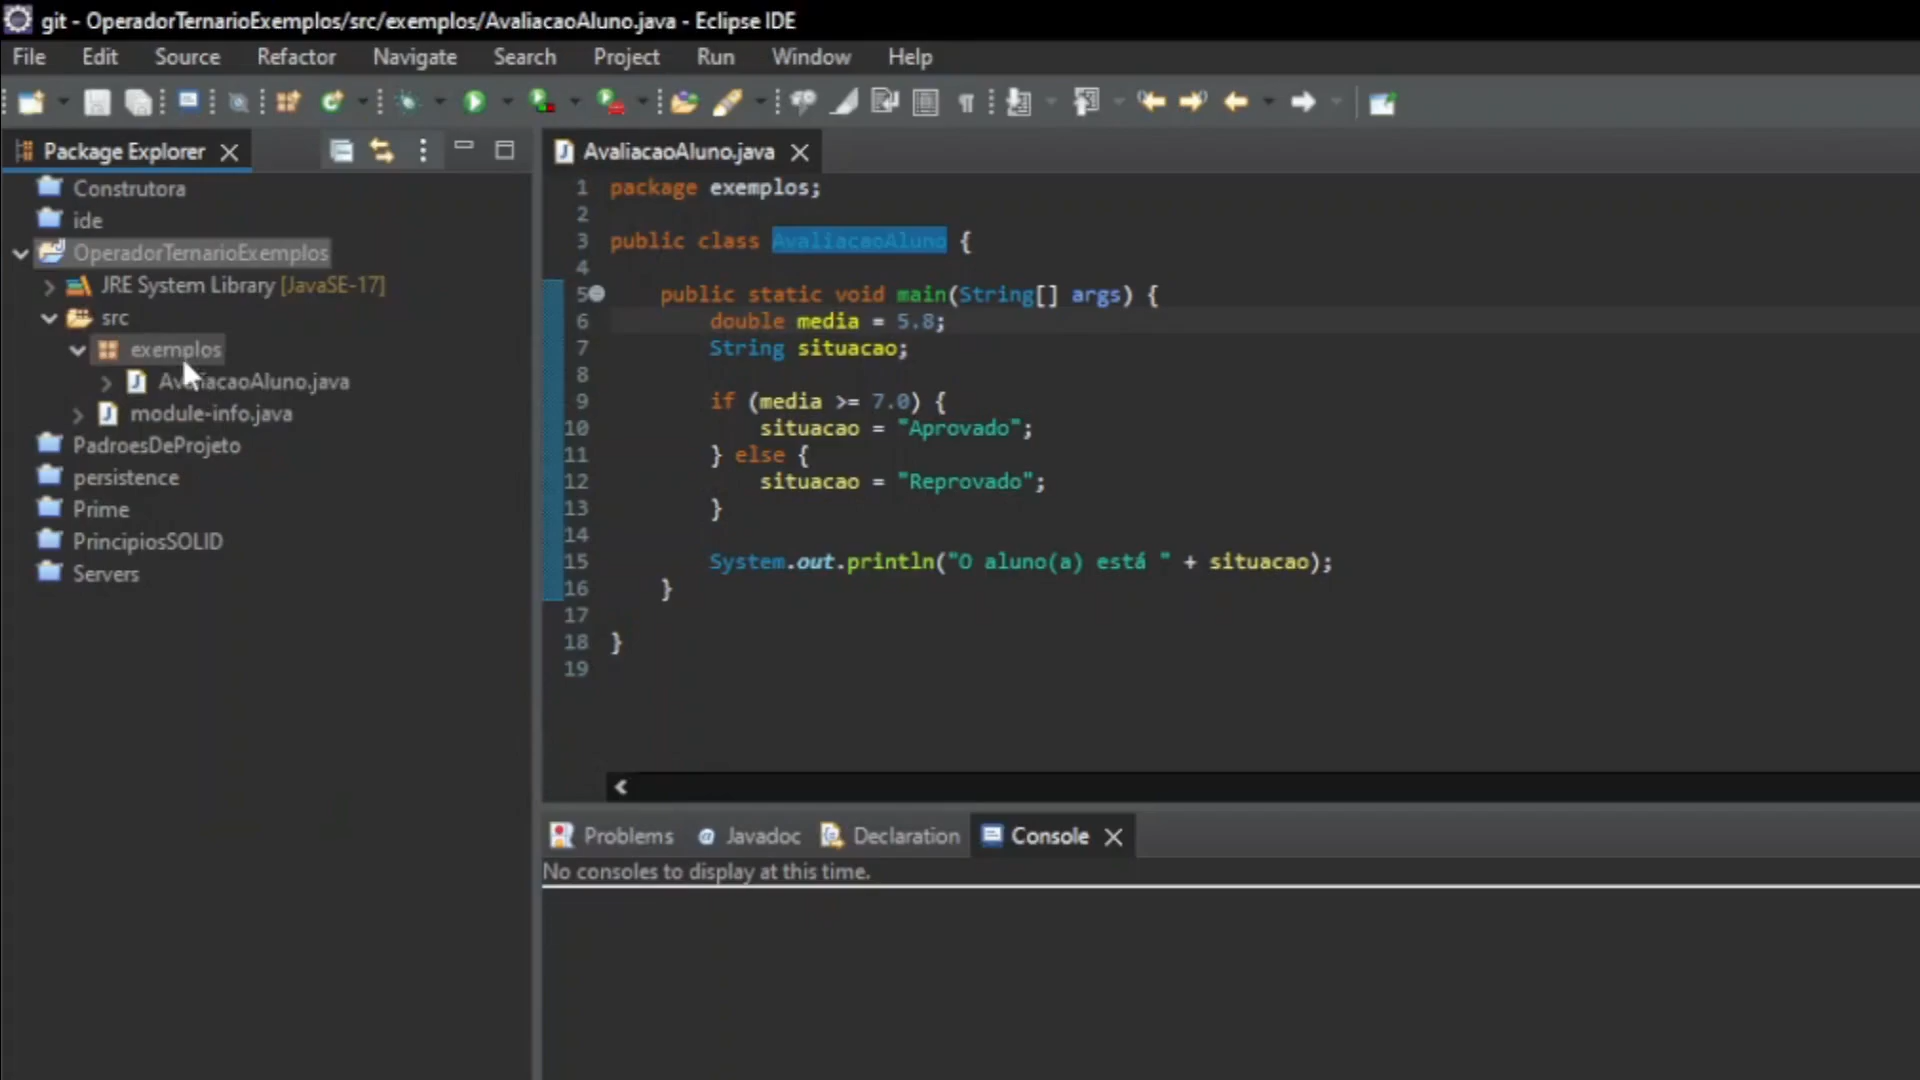 git - OperadorTernarioExemplos/src/exemplos/AvaliacaoAluno.java - Eclipse IDE
File Edit Source Refactor Navigate Search Project Run Window Help
Package Explorer
Construtora
ide
OperadorTernarioExemplos
JRE System Library [JavaSE-17]
src
exemplos
AvaliacaoAluno.java
module-info.java
PadroesDeProjeto
persistence
Prime
PrincipiosSOLID
Servers
AvaliacaoAluno.java
1 package exemplos;
2
3 public class AvaliacaoAluno {
4
5 public static void main(String[] args) {
6 double media = 5.8;
7 String situacao;
8
9 if (media >= 7.0) {
10 situacao = "Aprovado";
11 } else {
12 situacao = "Reprovado";
13 }
14
15 System.out.println("O aluno(a) está " + situacao);
16 }
17
18 }
19
Problems Javadoc Declaration Console
No consoles to display at this time.